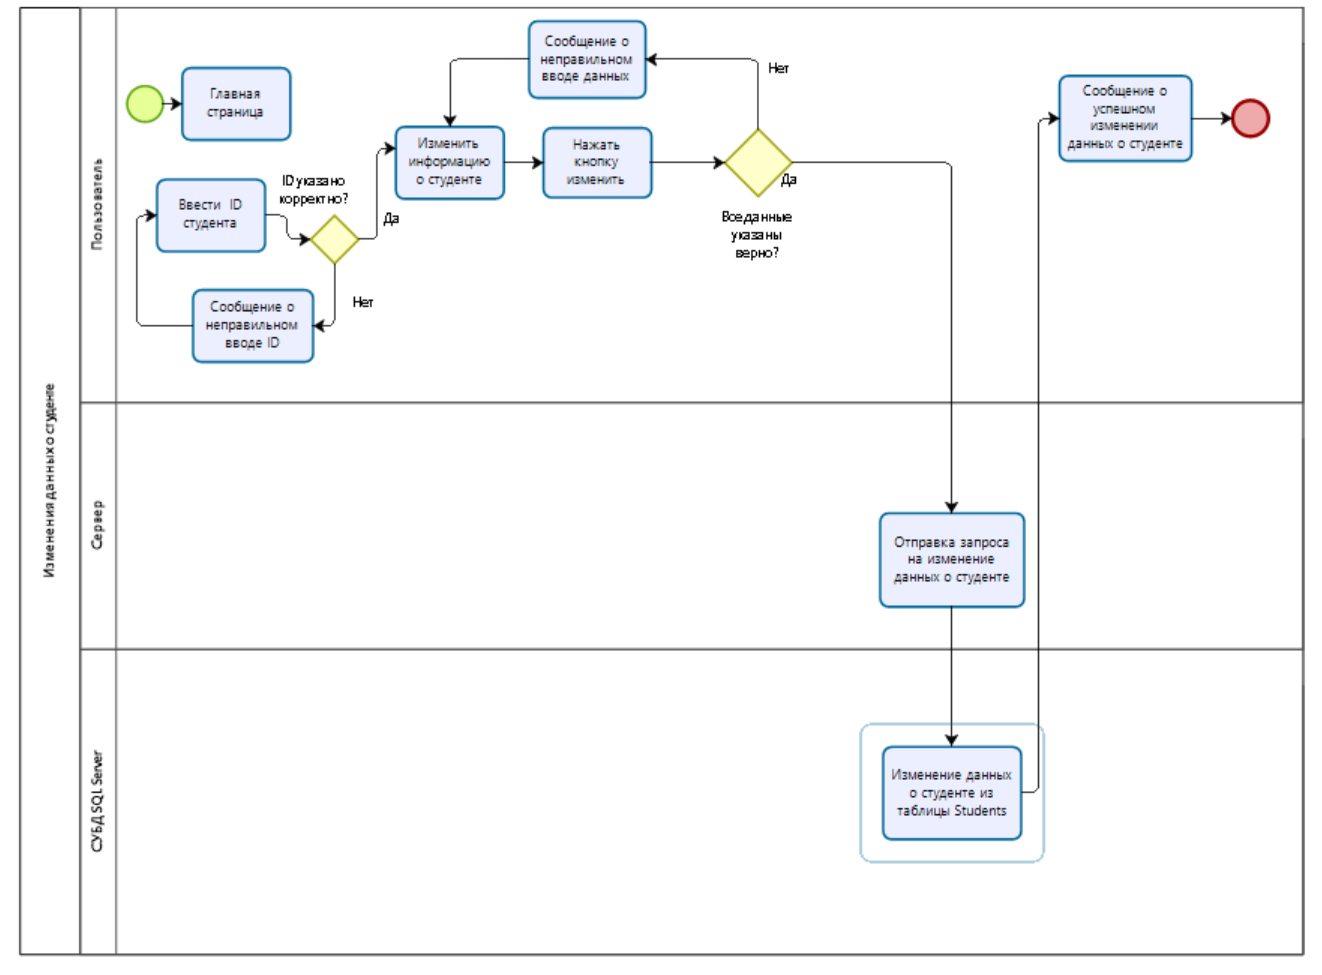 Изменения данных о студенте
Пользователь
Сервер
СУБД SQL Server
Главная
страница
Ввести ID
студента
ID указано
корректно?
Да
Нет
Сообщение о
неправильном
вводе ID
Изменить
информацию
о студенте
Сообщение о
неправильном
вводе данных
Нажать
кнопку
изменить
Нет
Да
Все данные
указаны
верно?
Сообщение о
успешном
изменении
данных о студенте
Отправка запроса
на изменение
данных о студенте
Изменение данных
о студенте из
таблицы Students